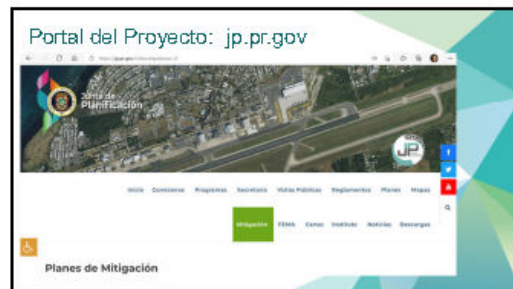 Portal del Proyecto: jp.pr.gov
Junta de
Planificación
JP
Inicio Comisiones Programas Secretaría Vistas Públicas Reglamentos Planes Mapas
Mitigación FEMA Censo Instituto Noticias Descargas
Planes de Mitigación